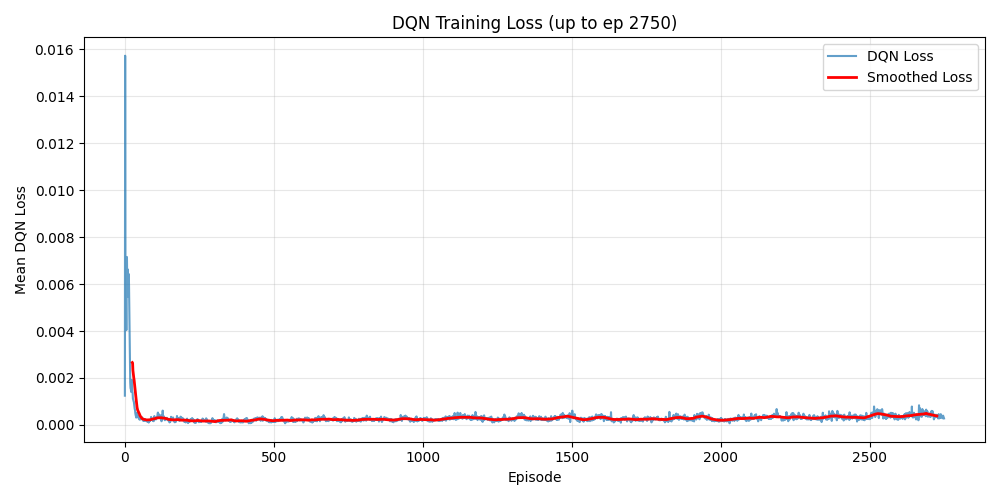 DQN Training Loss (up to ep 2750)
DQN Loss
Smoothed Loss
Mean DQN Loss
0.016
0.014
0.012
0.010
0.008
0.006
0.004
0.002
0.000
0 500 1000 1500 2000 2500
Episode